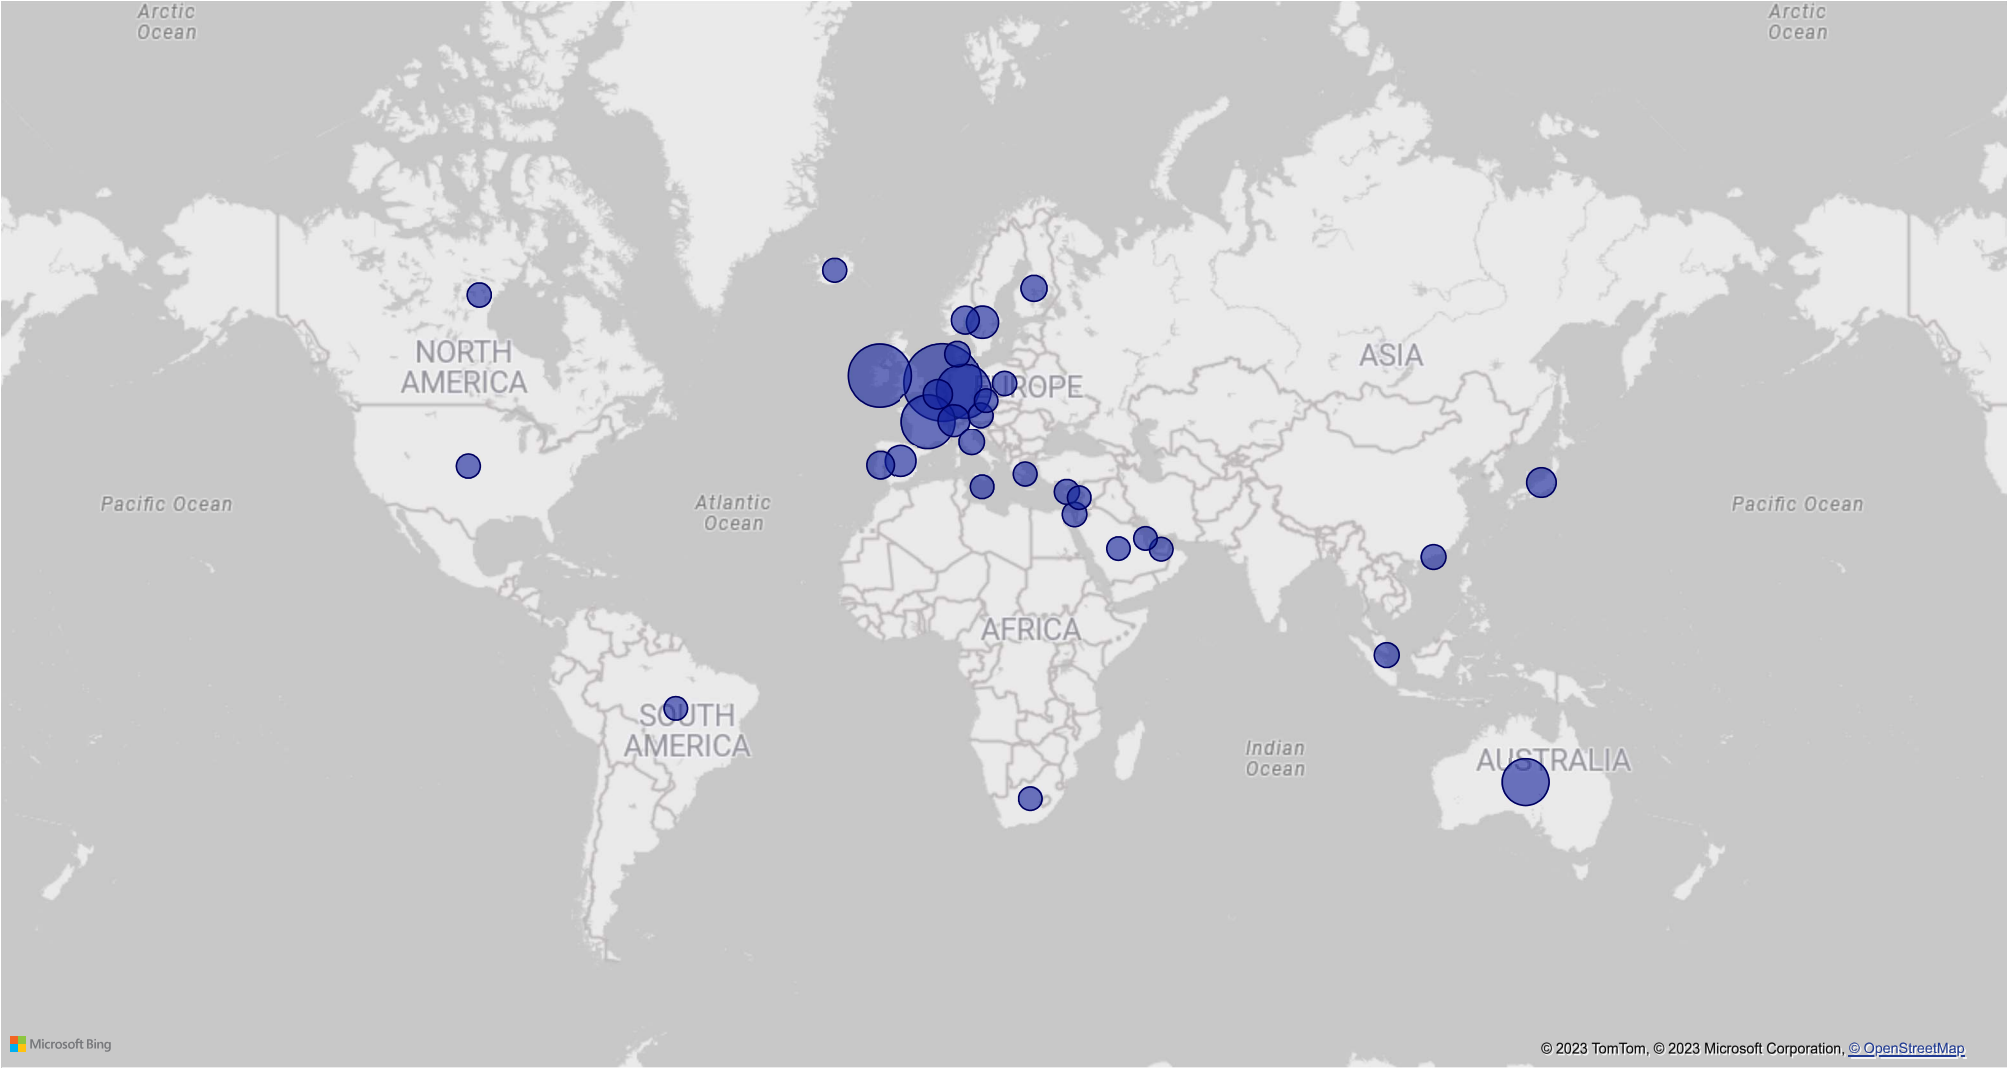 Arctic
Ocean
Arctic
Ocean
NORTH
AMERICA
EUROPE
ASIA
Pacific Ocean
Atlantic
Ocean
Pacific Ocean
AFRICA
SOUTH
AMERICA
Indian
Ocean
AUSTRALIA
Microsoft Bing
© 2023 TomTom, © 2023 Microsoft Corporation, © OpenStreetMap